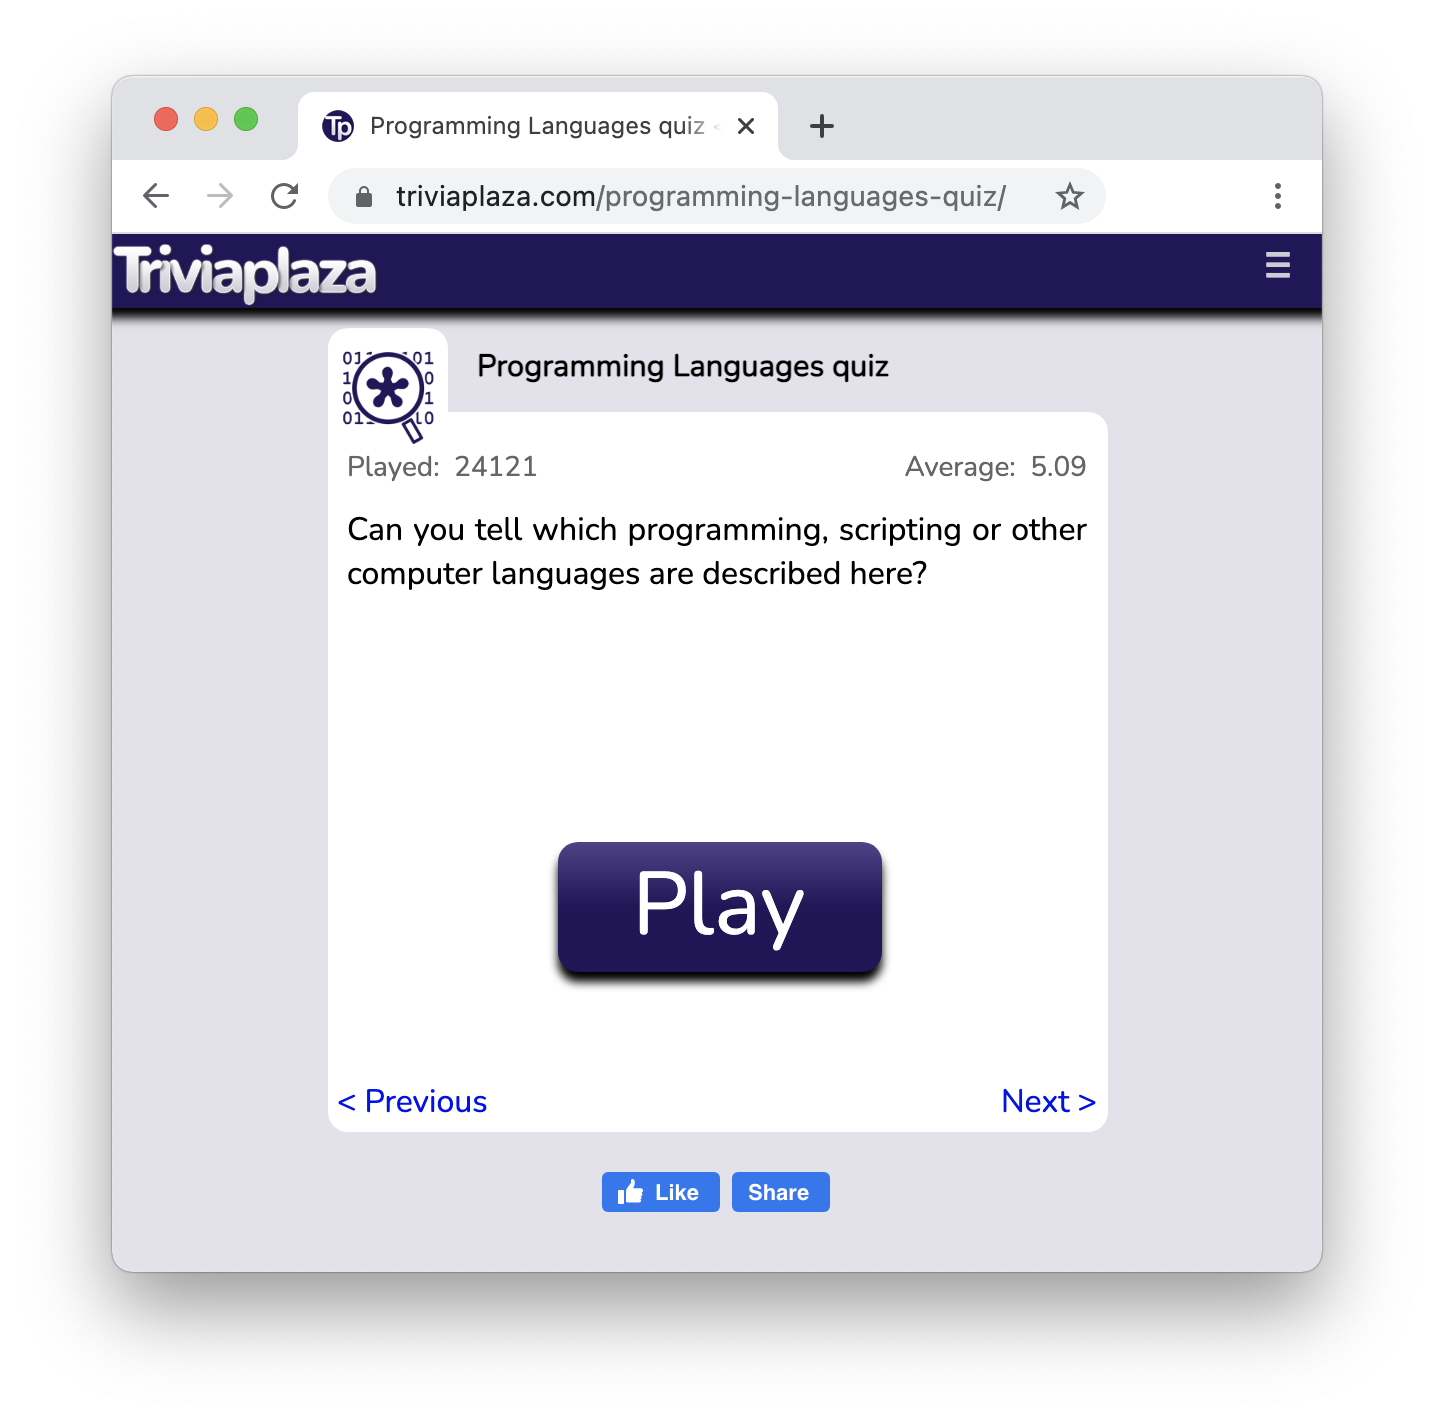 Programming Languages quiz
triviaplaza.com/programming-languages-quiz/
Triviaplaza
Programming Languages quiz
Played: 24121
Average: 5.09
Can you tell which programming, scripting or other
computer languages are described here?
Play
< Previous
Next >
Like
Share